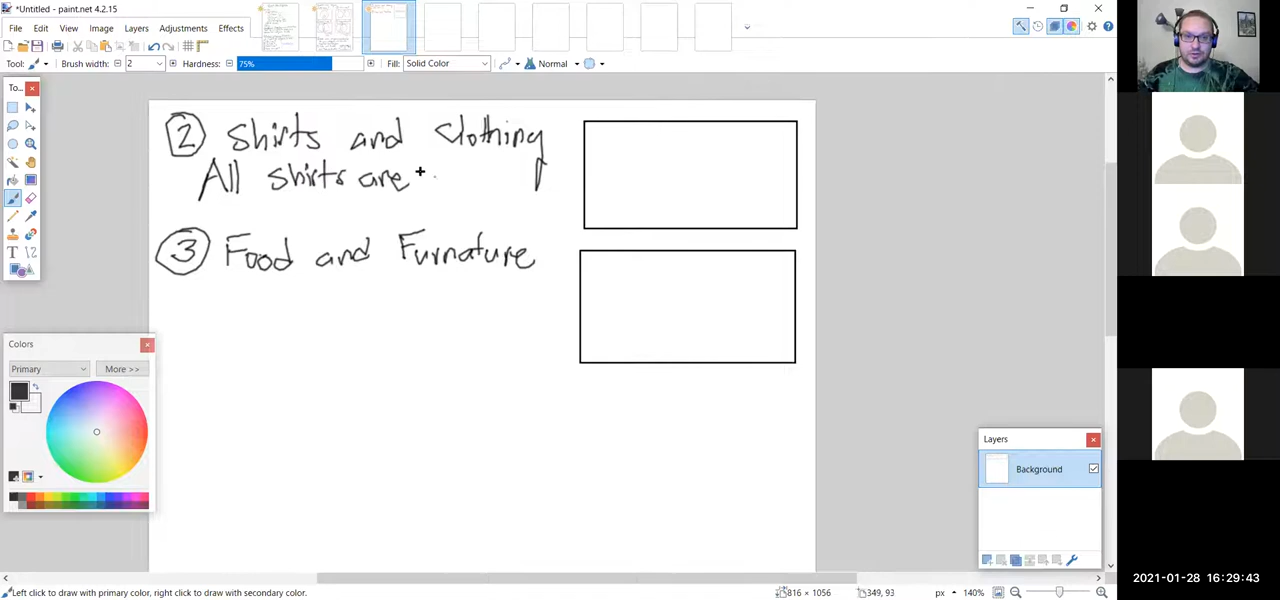 *Untitled - paint.net 4.2.15
File Edit View Image Layers Adjustments Effects
Tool: Brush width: 2 Hardness: 75% Fill: Solid Color Normal
To...
② Shirts and Clothing
All shirts are
③ Food and Furnature
Colors
Primary More >>
Layers
Background
Left click to draw with primary color, right click to draw with secondary color.
816 × 1056 349, 93 px 140%
2021-01-28 16:29:43